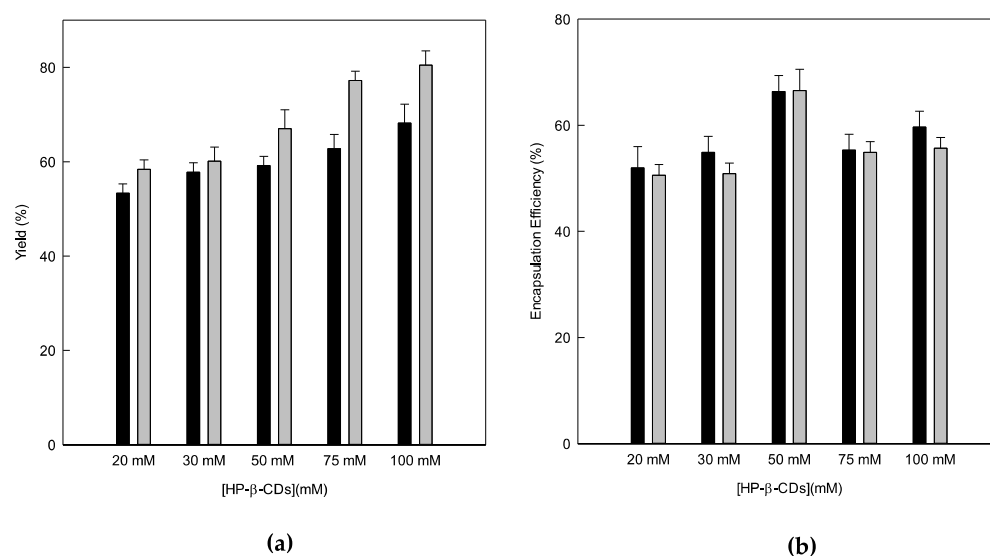 80
60
40
20
0
Yield (%)
20 mM 30 mM 50 mM 75 mM 100 mM
[HP-β-CDs](mM)
(a)
80
60
40
20
0
Encapsulation Efficiency (%)
20 mM 30 mM 50 mM 75 mM 100 mM
[HP-β-CDs](mM)
(b)